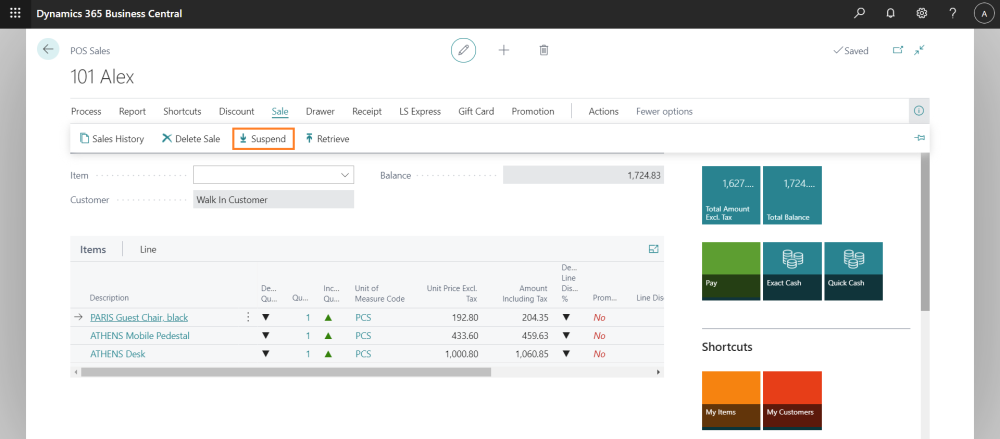 Dynamics 365 Business Central
? A
POS Sales
Saved
101 Alex
Process Report Shortcuts Discount Sale Drawer Receipt LS Express Gift Card Promotion Actions Fewer options
Sales History Delete Sale Suspend Retrieve
Item Balance 1,724.83
Customer Walk In Customer
1,627.... 1,724....
Total Amount
Excl. Tax Total Balance
Items Line
Pay Exact Cash Quick Cash
De...
De... Inc... Unit of Unit Price Excl. Amount Line
Description Qu... Qu... Qu... Measure Code Tax Including Tax Dis... Prom... Line Disc
%
PARIS Guest Chair, black 1 PCS 192.80 204.35 No
ATHENS Mobile Pedestal 1 PCS 433.60 459.63 No
ATHENS Desk 1 PCS 1,000.80 1,060.85 No
Shortcuts
My Items My Customers